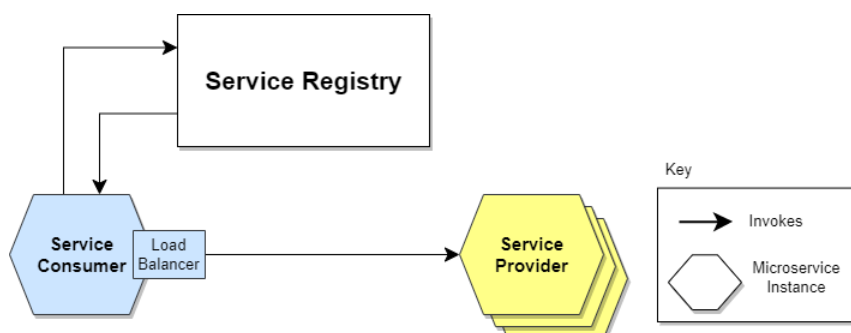 Service Registry
Service
Consumer
Load
Balancer
Service
Provider
Key
Invokes
Microservice
Instance